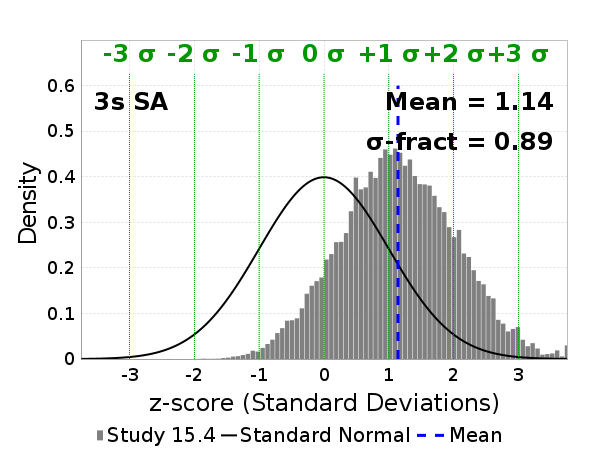 -3 σ -2 σ -1 σ 0 σ +1 σ +2 σ +3 σ
0.6
3s SA
Mean = 1.14
0.5
σ-fract = 0.89
0.4
Density
0.3
0.2
0.1
0
-3 -2 -1 0 1 2 3
z-score (Standard Deviations)
Study 15.4 Standard Normal Mean